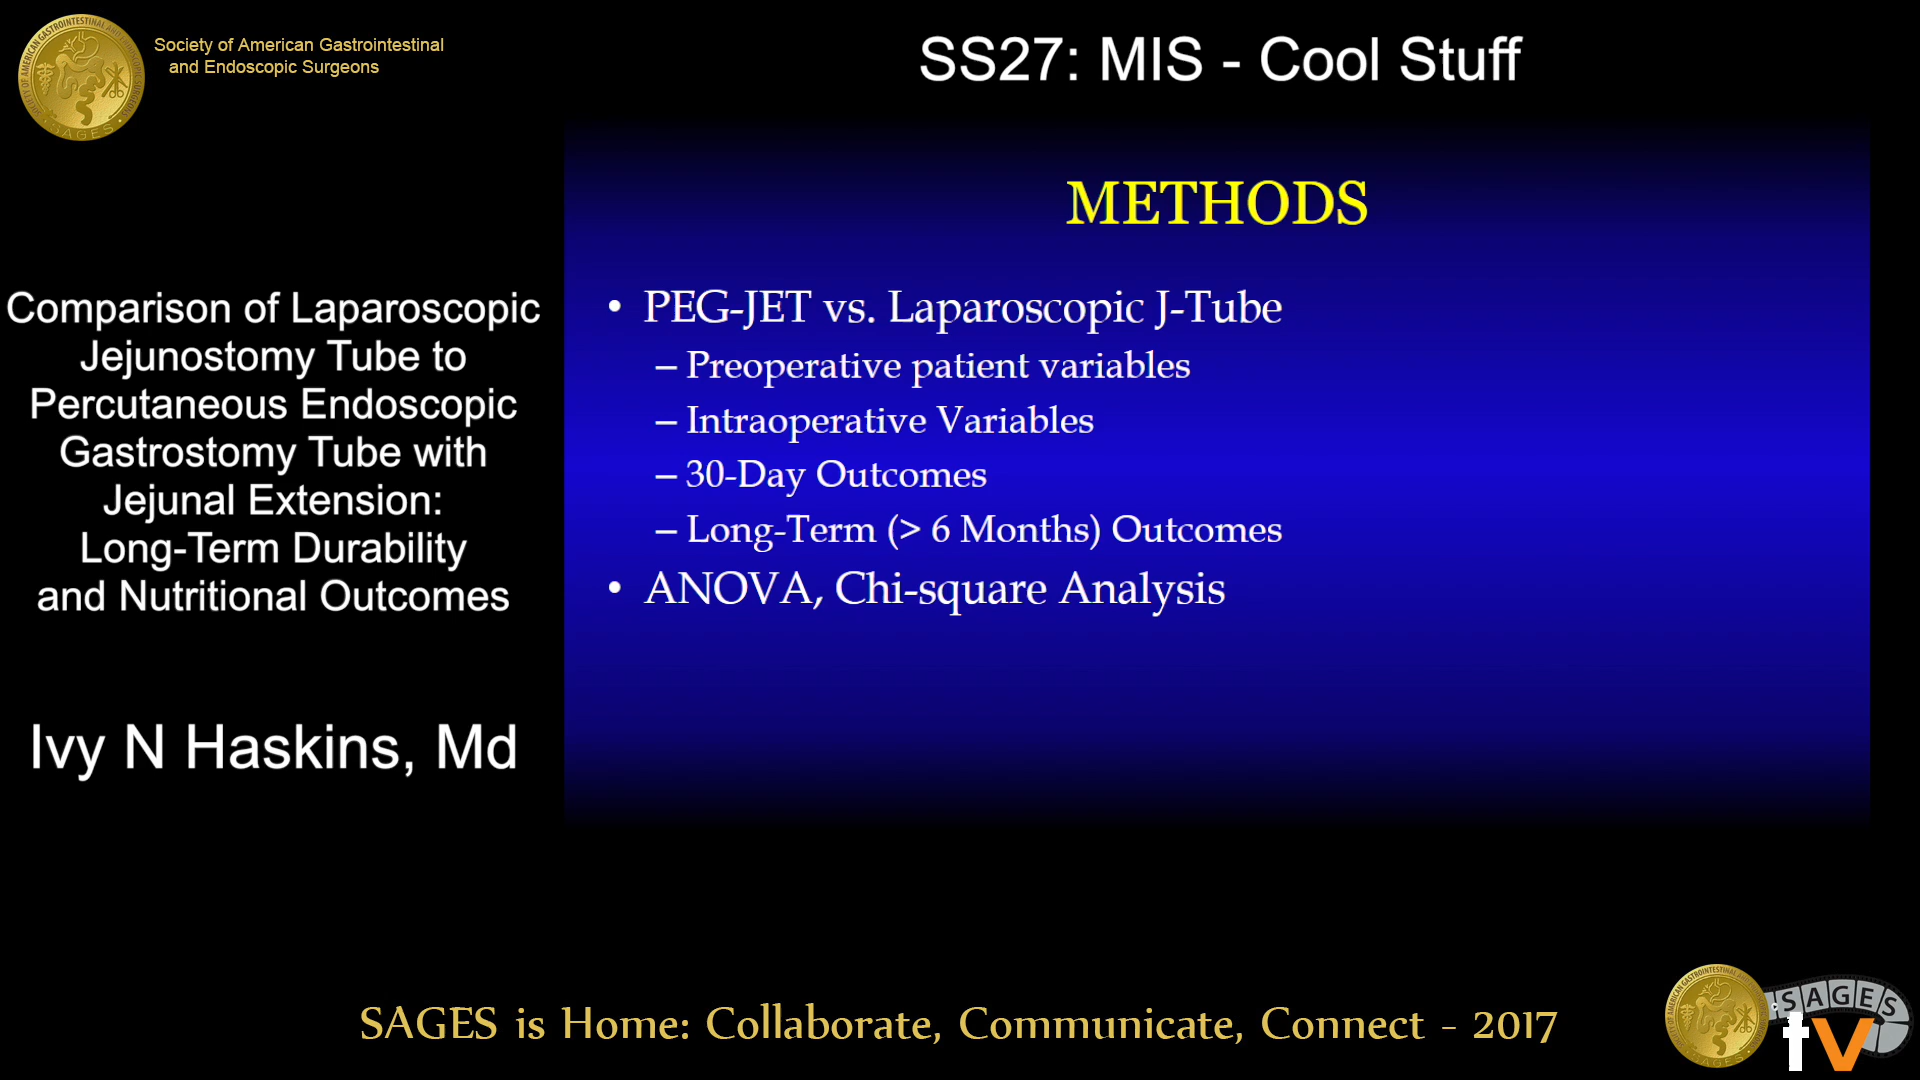 Society of American Gastrointestinal
and Endoscopic Surgeons
SS27: MIS - Cool Stuff
Comparison of Laparoscopic
Jejunostomy Tube to
Percutaneous Endoscopic
Gastrostomy Tube with
Jejunal Extension:
Long-Term Durability
and Nutritional Outcomes
Ivy N Haskins, Md
METHODS
• PEG-JET vs. Laparoscopic J-Tube
– Preoperative patient variables
– Intraoperative Variables
– 30-Day Outcomes
– Long-Term (> 6 Months) Outcomes
• ANOVA, Chi-square Analysis
SAGES is Home: Collaborate, Communicate, Connect - 2017
SAGES
tv